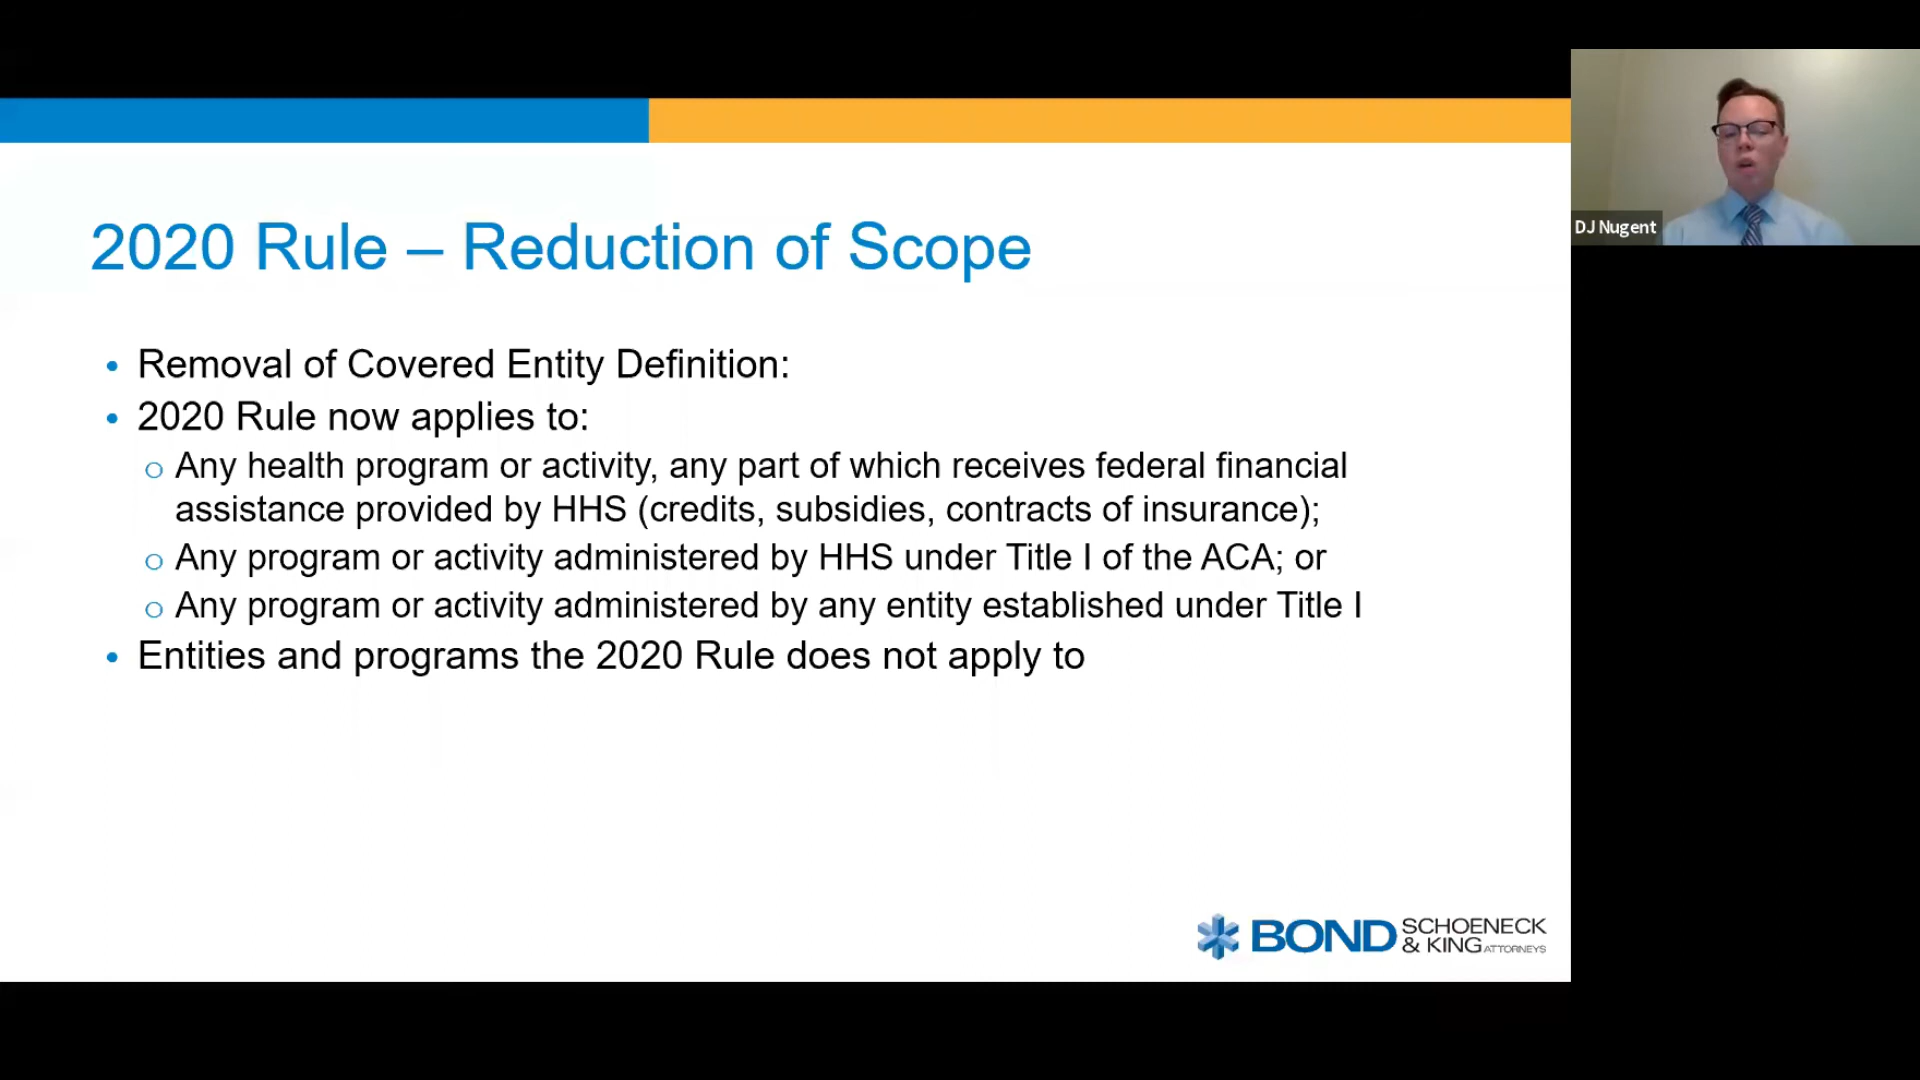 2020 Rule – Reduction of Scope
• Removal of Covered Entity Definition:
• 2020 Rule now applies to:
o Any health program or activity, any part of which receives federal financial
assistance provided by HHS (credits, subsidies, contracts of insurance);
o Any program or activity administered by HHS under Title I of the ACA; or
o Any program or activity administered by any entity established under Title I
• Entities and programs the 2020 Rule does not apply to
DJ Nugent
BOND SCHOENECK
& KING ATTORNEYS